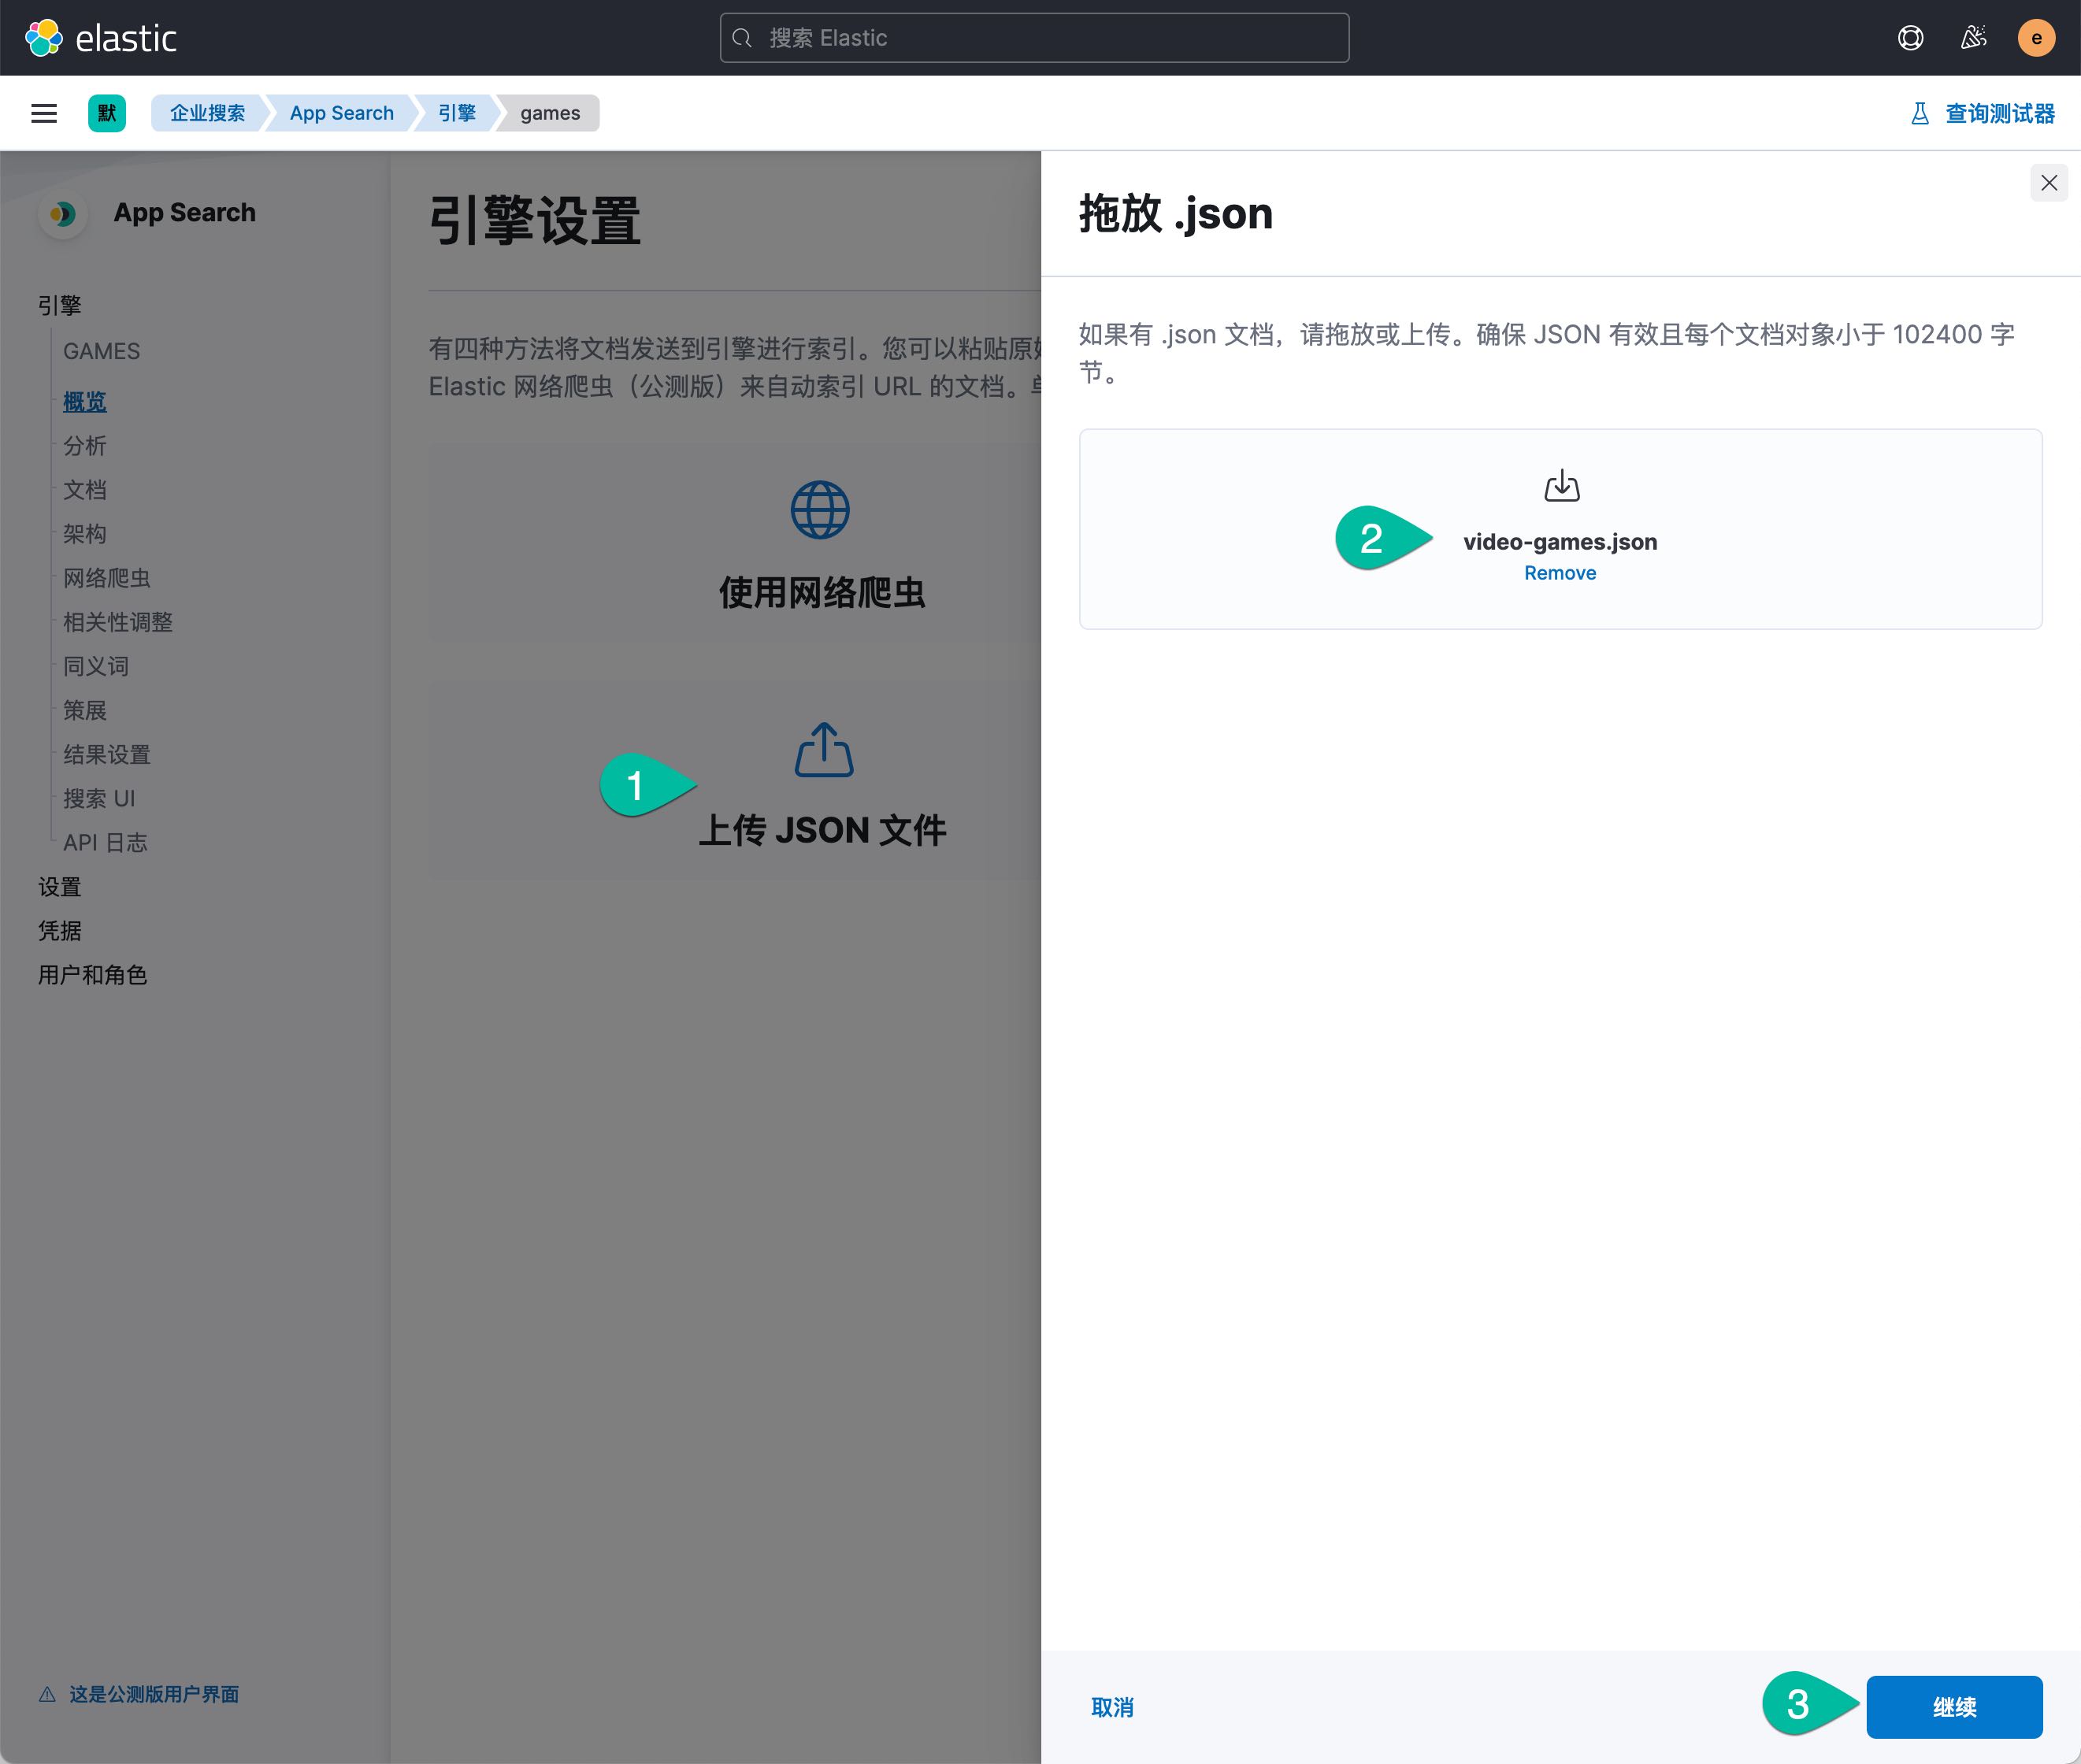 elastic
搜索 Elastic
e
默
企业搜索
App Search
引擎
games
查询测试器
App Search
引擎
GAMES
概览
分析
文档
架构
网络爬虫
相关性调整
同义词
策展
结果设置
搜索 UI
API 日志
设置
凭据
用户和角色
这是公测版用户界面
引擎设置
有四种方法将文档发送到引擎进行索引。您可以粘贴原
Elastic 网络爬虫（公测版）来自动索引 URL 的文档。
使用网络爬虫
1
上传 JSON 文件
拖放 .json
如果有 .json 文档，请拖放或上传。确保 JSON 有效且每个文档对象小于 102400 字
节。
2
video-games.json
Remove
取消
3
继续